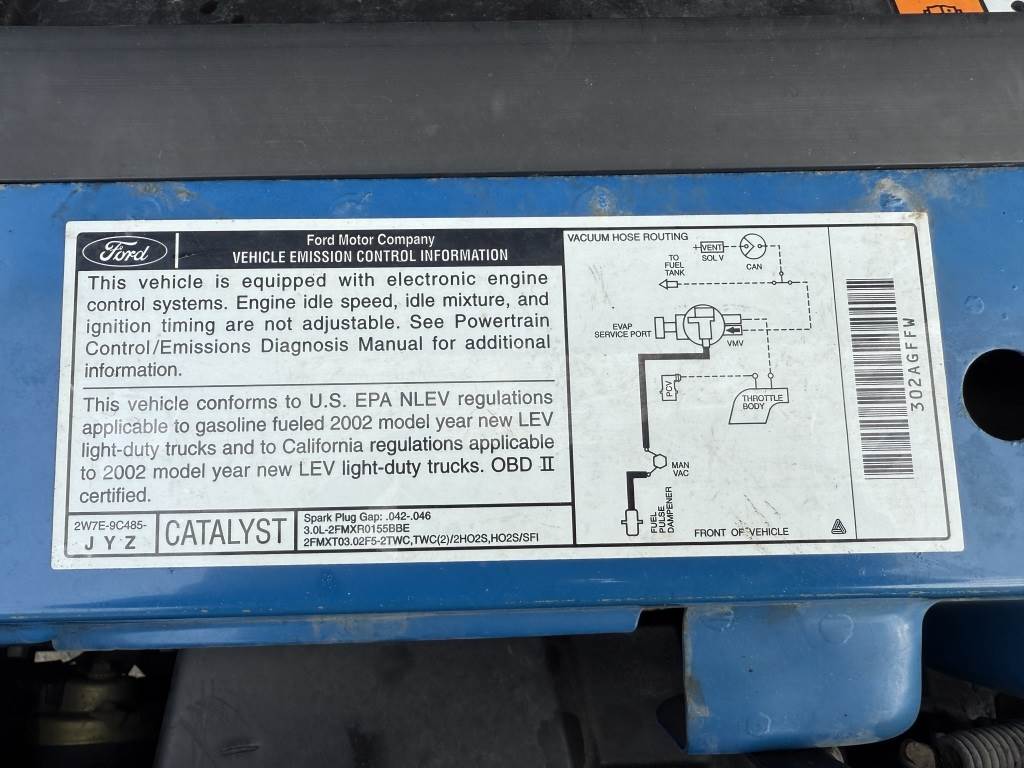 Ford
Ford Motor Company
VEHICLE EMISSION CONTROL INFORMATION
This vehicle is equipped with electronic engine
control systems. Engine idle speed, idle mixture, and
ignition timing are not adjustable. See Powertrain
Control/Emissions Diagnosis Manual for additional
information.
This vehicle conforms to U.S. EPA NLEV regulations
applicable to gasoline fueled 2002 model year new LEV
light-duty trucks and to California regulations applicable
to 2002 model year new LEV light-duty trucks. OBD II
certified.
2W7E-9C485-
J Y Z
CATALYST
Spark Plug Gap: .042-.046
3.0L-2FMXR0155BBE
2FMXT03.02F5-2TWC,TWC(2)/2HO2S,HO2S/SFI
VACUUM HOSE ROUTING
VENT
SOL V
CAN
TO
FUEL
TANK
EVAP
SERVICE PORT
VMV
PCV
THROTTLE
BODY
MAN
VAC
FUEL
PULSE
DAMPENER
FRONT OF VEHICLE
302AGFFW